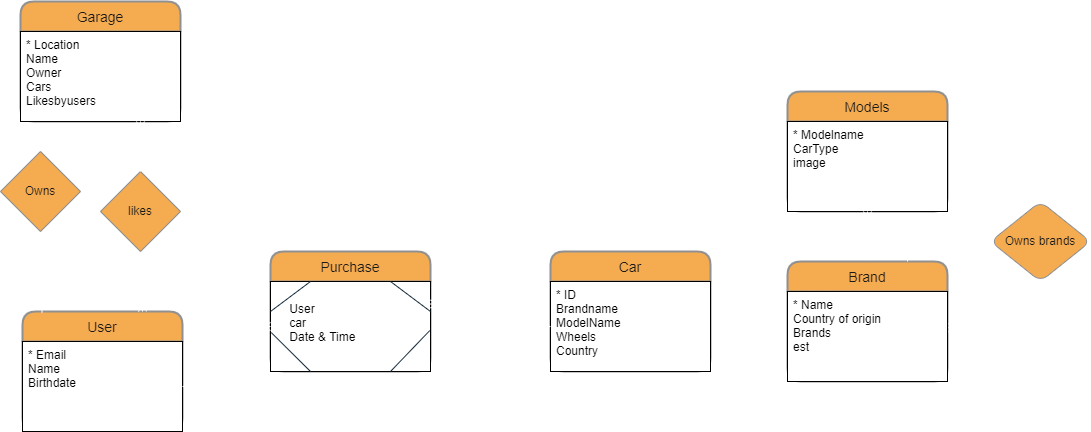 Garage
* Location
Name
Owner
Cars
Likesbyusers
Owns
likes
User
* Email
Name
Birthdate
Purchase
User
car
Date & Time
Car
* ID
Brandname
ModelName
Wheels
Country
Models
* Modelname
CarType
image
Brand
* Name
Country of origin
Brands
est
Owns brands